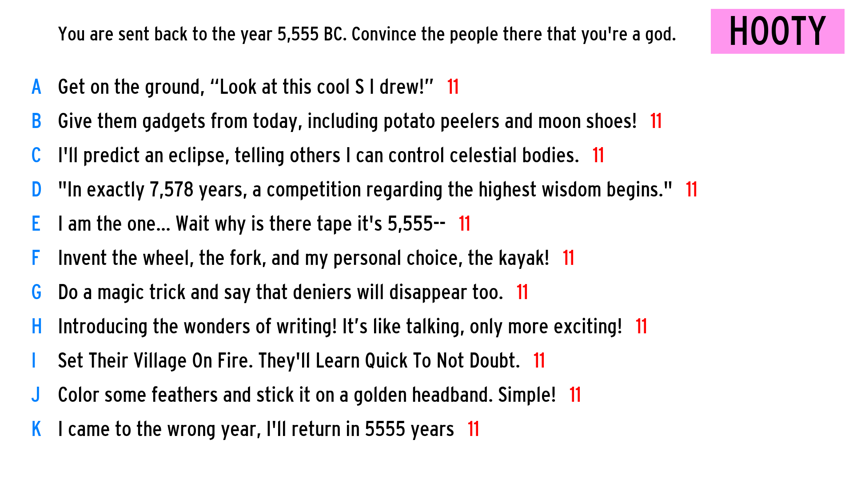 You are sent back to the year 5,555 BC. Convince the people there that you're a god.
HOOTY
A Get on the ground, “Look at this cool S I drew!” 11
B Give them gadgets from today, including potato peelers and moon shoes! 11
C I'll predict an eclipse, telling others I can control celestial bodies. 11
D "In exactly 7,578 years, a competition regarding the highest wisdom begins." 11
E I am the one... Wait why is there tape it's 5,555-- 11
F Invent the wheel, the fork, and my personal choice, the kayak! 11
G Do a magic trick and say that deniers will disappear too. 11
H Introducing the wonders of writing! It’s like talking, only more exciting! 11
I Set Their Village On Fire. They'll Learn Quick To Not Doubt. 11
J Color some feathers and stick it on a golden headband. Simple! 11
K I came to the wrong year, I'll return in 5555 years 11